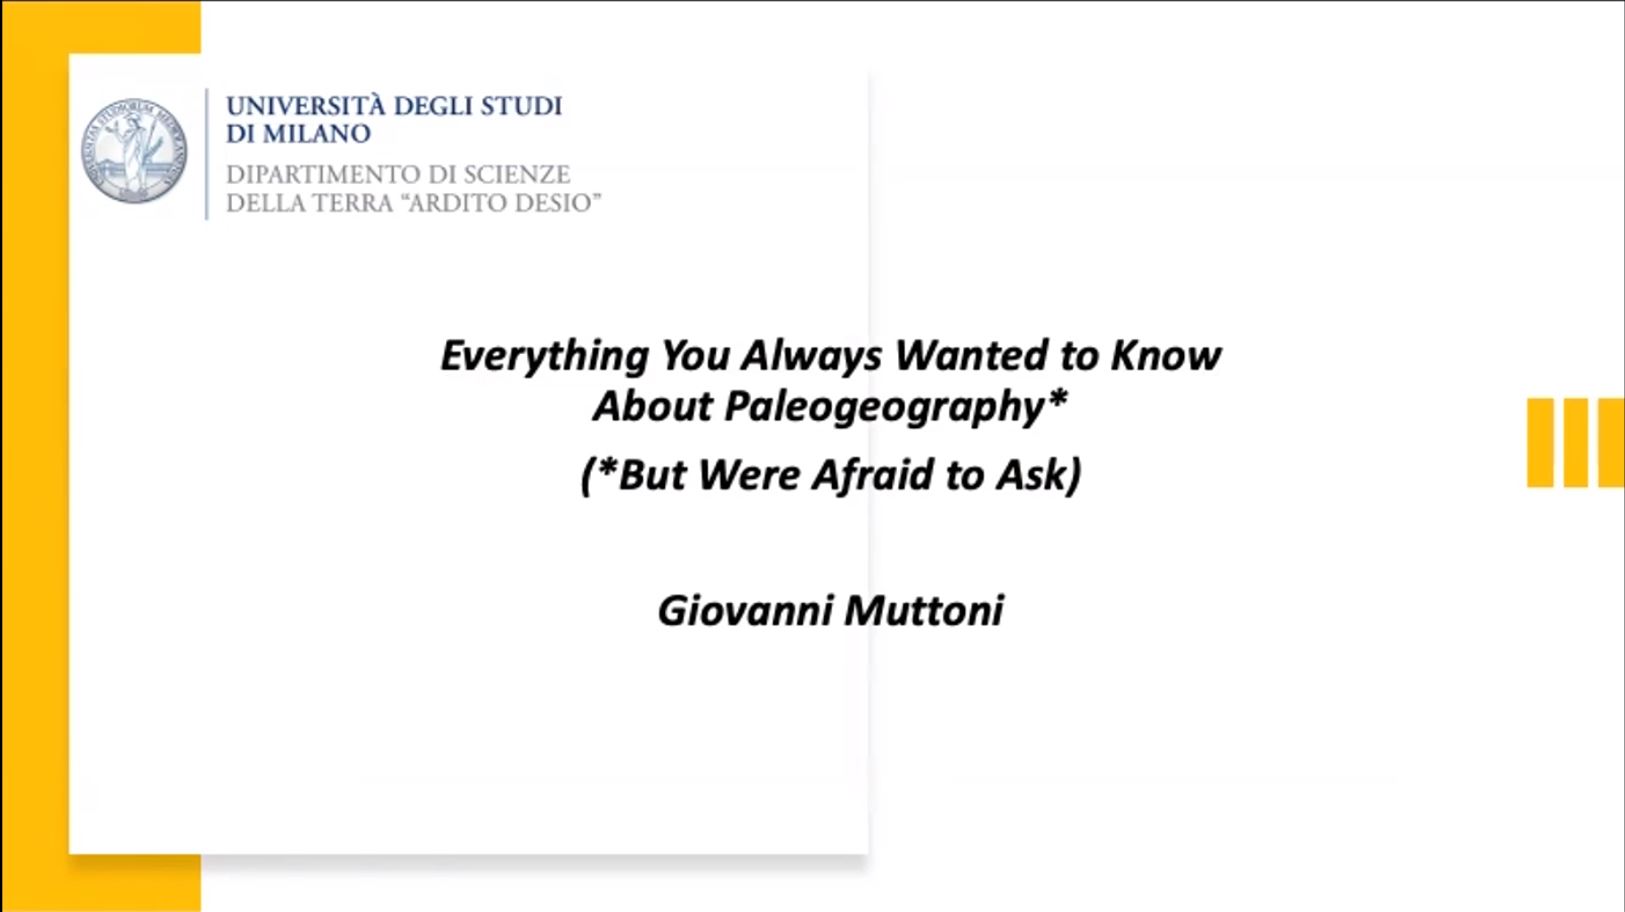 UNIVERSITÀ DEGLI STUDI
DI MILANO
DIPARTIMENTO DI SCIENZE
DELLA TERRA “ARDITO DESIO”
Everything You Always Wanted to Know
About Paleogeography*
(*But Were Afraid to Ask)
Giovanni Muttoni